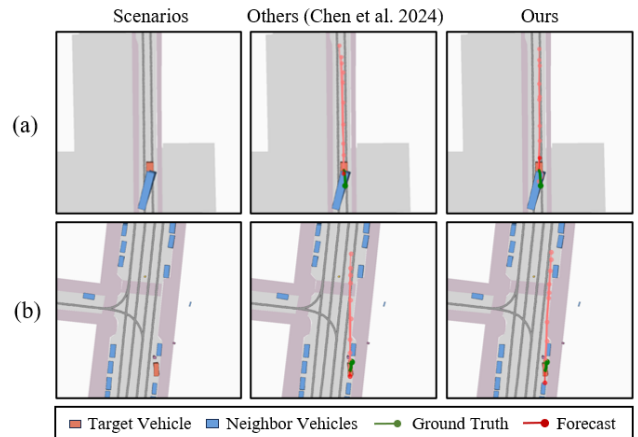 Scenarios Others (Chen et al. 2024) Ours
(a)
(b)
Target Vehicle Neighbor Vehicles Ground Truth Forecast